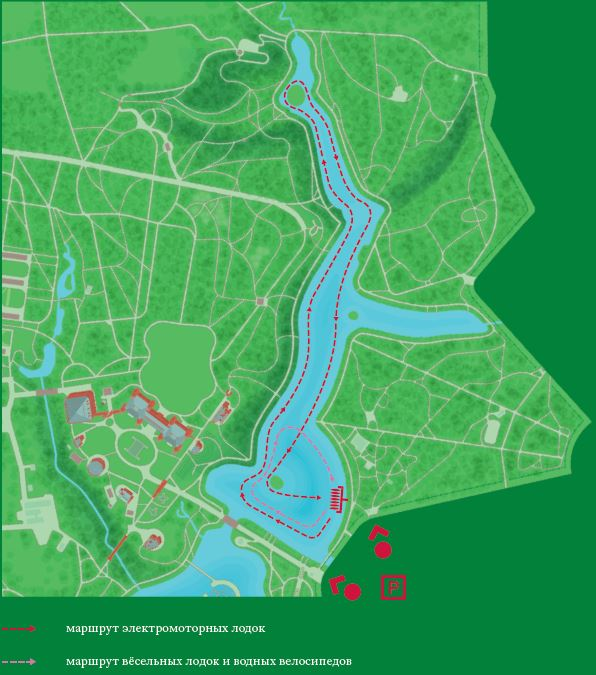 P
маршрут электромоторных лодок
маршрут вёсельных лодок и водных велосипедов